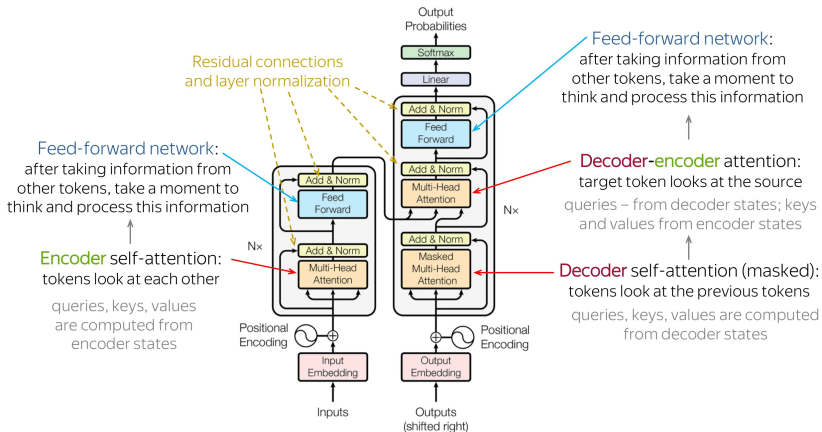 Output
Probabilities
Softmax
Linear
Add & Norm
Feed
Forward
Add & Norm
Multi-Head
Attention
Add & Norm
Masked
Multi-Head
Attention
N×
Positional
Encoding
Output
Embedding
Outputs
(shifted right)
Residual connections
and layer normalization
Add & Norm
Feed
Forward
N×
Add & Norm
Multi-Head
Attention
Positional
Encoding
Input
Embedding
Inputs
Feed-forward network:
after taking information from
other tokens, take a moment to
think and process this information
Encoder self-attention:
tokens look at each other
queries, keys, values
are computed from
encoder states
Feed-forward network:
after taking information from
other tokens, take a moment to
think and process this information
Decoder-encoder attention:
target token looks at the source
queries – from decoder states; keys
and values from encoder states
Decoder self-attention (masked):
tokens look at the previous tokens
queries, keys, values are computed
from decoder states